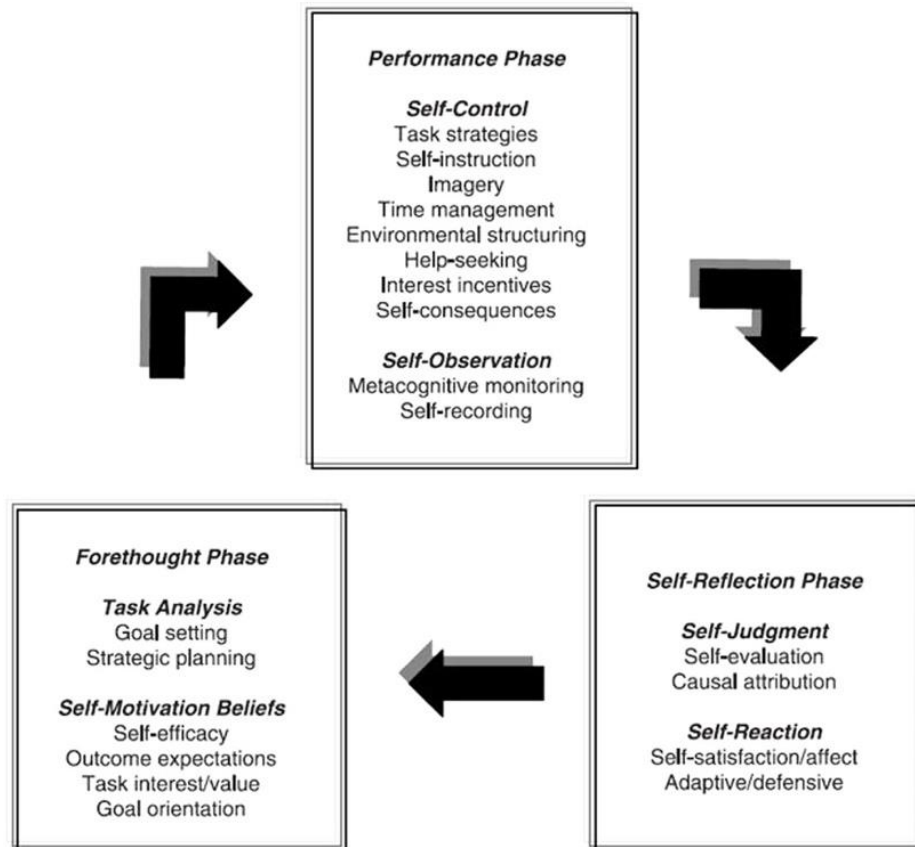 Performance Phase
Self-Control
Task strategies
Self-instruction
Imagery
Time management
Environmental structuring
Help-seeking
Interest incentives
Self-consequences
Self-Observation
Metacognitive monitoring
Self-recording
Forethought Phase
Task Analysis
Goal setting
Strategic planning
Self-Motivation Beliefs
Self-efficacy
Outcome expectations
Task interest/value
Goal orientation
Self-Reflection Phase
Self-Judgment
Self-evaluation
Causal attribution
Self-Reaction
Self-satisfaction/affect
Adaptive/defensive